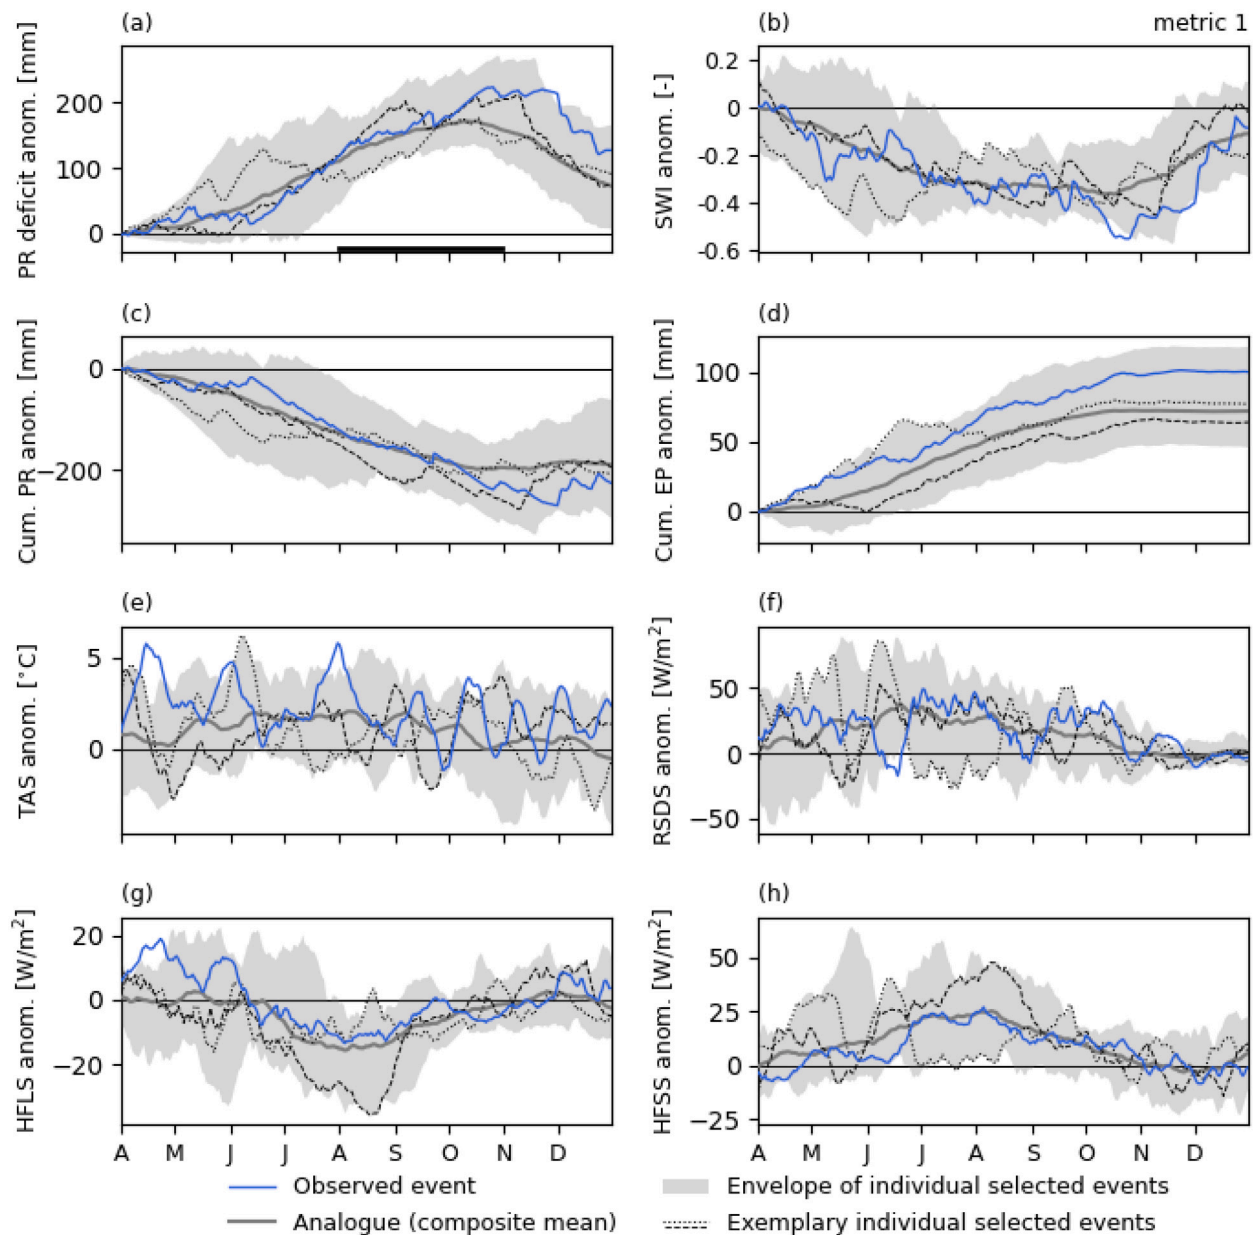 (a)
(b)
metric 1
PR deficit anom. [mm]
200
100
0
SWI anom. [-]
0.2
0
-0.2
-0.4
-0.6
(c)
(d)
Cum. PR anom. [mm]
0
−200
Cum. EP anom. [mm]
100
50
0
(e)
(f)
TAS anom. [°C]
5
0
RSDS anom. [W/m²]
50
0
−50
(g)
(h)
HFLS anom. [W/m²]
20
0
−20
HFSS anom. [W/m²]
50
25
0
−25
A M J J A S O N D
A M J J A S O N D
Observed event
Envelope of individual selected events
Analogue (composite mean)
Exemplary individual selected events